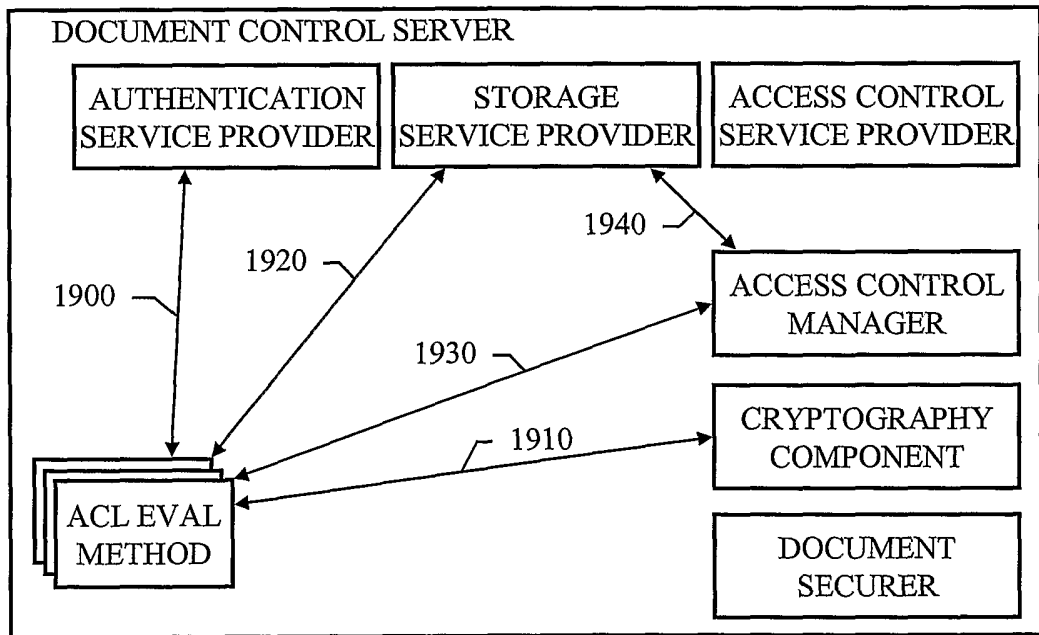 DOCUMENT CONTROL SERVER
AUTHENTICATION
SERVICE PROVIDER
STORAGE
SERVICE PROVIDER
ACCESS CONTROL
SERVICE PROVIDER
1940
1920
1900
ACCESS CONTROL
MANAGER
1930
CRYPTOGRAPHY
COMPONENT
1910
ACL EVAL
METHOD
DOCUMENT
SECURER